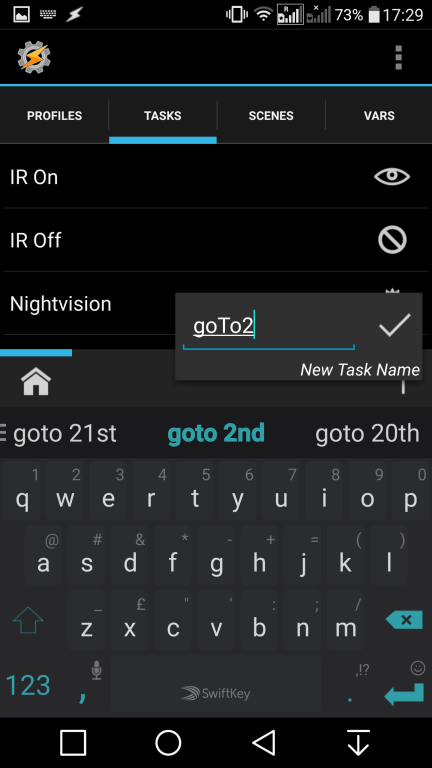 R x 73% 17:29
PROFILES TASKS SCENES VARS
IR On
IR Off
Nightvision
goTo2
New Task Name
goto 21st goto 2nd goto 20th
1 2 3 4 5 6 7 8 9 0
q w e r t y u i o p
@ # & * - + = ( )
a s d f g h j k l
_ £ " ' : ; /
z x c v b n m
,!?
123 , SwiftKey .